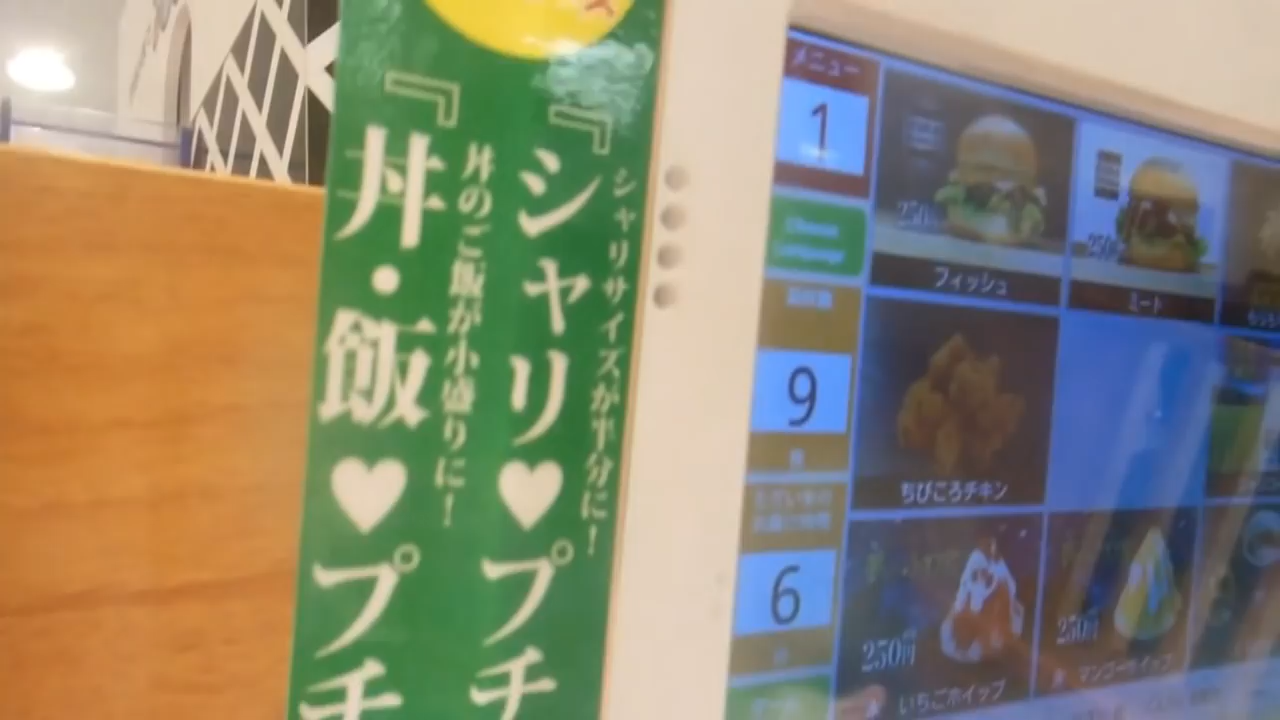 シャリサイズが半分に!
『シャリ♥プチ
丼のご飯が小盛りに!
『丼・飯♥プチ
メニュー
1
9
6
250円
フィッシュ
250円
ミート
ちびころチキン
250円
いちごホイップ
250円
マンゴーホイップ